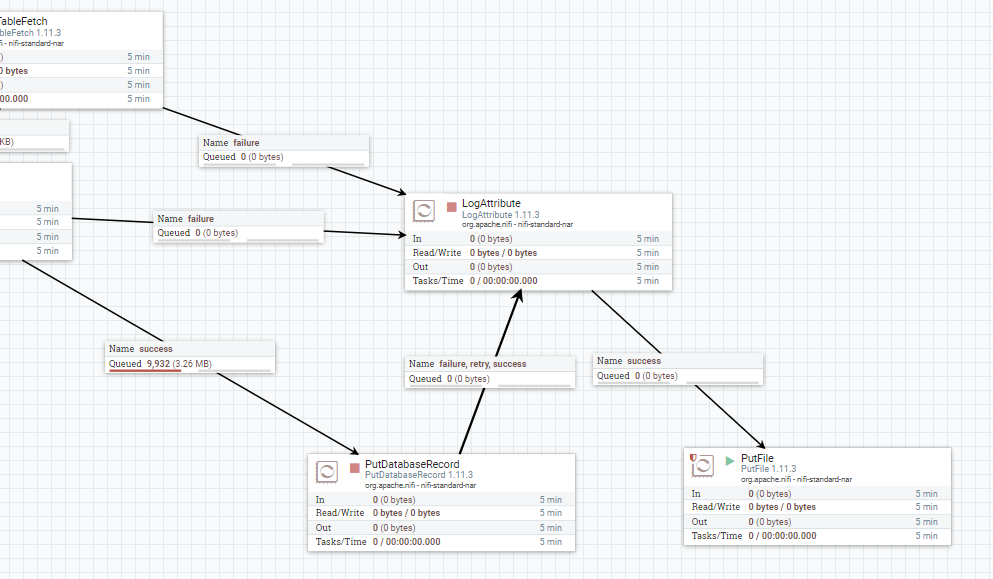 TableFetch
bleFetch 1.11.3
fi - nifi-standard-nar
) 5 min
0 bytes 5 min
) 5 min
00.000 5 min
KB)
5 min
5 min
5 min
5 min
Name failure
Queued 0 (0 bytes)
Name failure
Queued 0 (0 bytes)
LogAttribute
LogAttribute 1.11.3
org.apache.nifi - nifi-standard-nar
In 0 (0 bytes) 5 min
Read/Write 0 bytes / 0 bytes 5 min
Out 0 (0 bytes) 5 min
Tasks/Time 0 / 00:00:00.000 5 min
Name success
Queued 9,932 (3.26 MB)
Name failure, retry, success
Queued 0 (0 bytes)
Name success
Queued 0 (0 bytes)
PutDatabaseRecord
PutDatabaseRecord 1.11.3
org.apache.nifi - nifi-standard-nar
In 0 (0 bytes) 5 min
Read/Write 0 bytes / 0 bytes 5 min
Out 0 (0 bytes) 5 min
Tasks/Time 0 / 00:00:00.000 5 min
PutFile
PutFile 1.11.3
org.apache.nifi - nifi-standard-nar
In 0 (0 bytes) 5 min
Read/Write 0 bytes / 0 bytes 5 min
Out 0 (0 bytes) 5 min
Tasks/Time 0 / 00:00:00.000 5 min